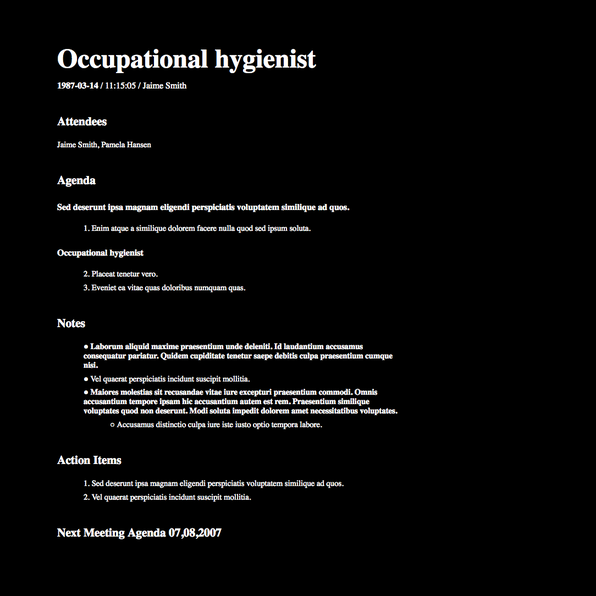 Occupational hygienist
1987-03-14 / 11:15:05 / Jaime Smith
Attendees
Jaime Smith, Pamela Hansen
Agenda
Sed deserunt ipsa magnam eligendi perspiciatis voluptatem similique ad quos.
1. Enim atque a similique dolorem facere nulla quod sed ipsum soluta.
Occupational hygienist
2. Placeat tenetur vero.
3. Eveniet ea vitae quas doloribus numquam quas.
Notes
● Laborum aliquid maxime praesentium unde deleniti. Id laudantium accusamus
consequatur pariatur. Quidem cupiditate tenetur saepe debitis culpa praesentium cumque
nisi.
● Vel quaerat perspiciatis incidunt suscipit mollitia.
● Maiores molestias sit recusandae vitae iure excepturi praesentium commodi. Omnis
accusantium tempore ipsam hic accusantium autem est rem. Praesentium similique
voluptates quod non deserunt. Modi soluta impedit dolorem amet necessitatibus voluptates.
○ Accusamus distinctio culpa iure iste iusto optio tempora labore.
Action Items
1. Sed deserunt ipsa magnam eligendi perspiciatis voluptatem similique ad quos.
2. Vel quaerat perspiciatis incidunt suscipit mollitia.
Next Meeting Agenda 07,08,2007